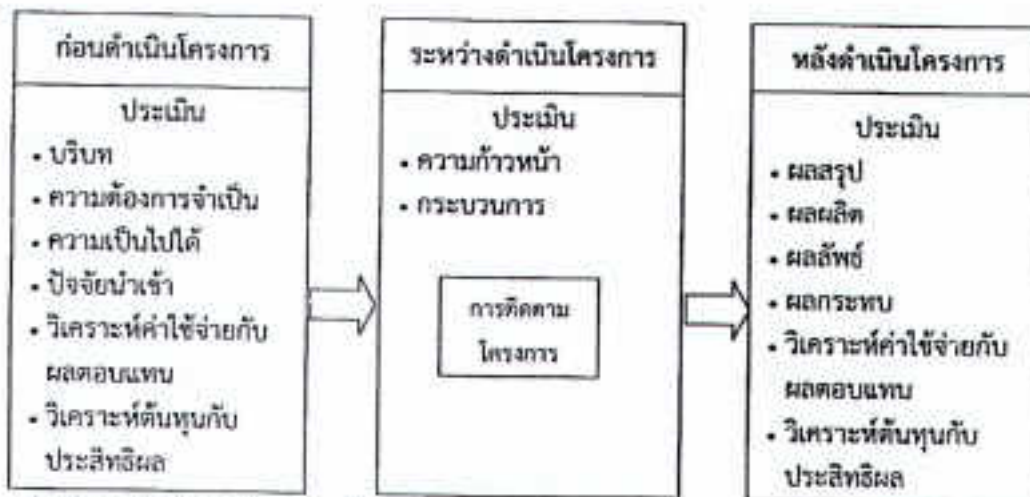 ก่อนดำเนินโครงการ
ประเมิน
• บริบท
• ความต้องการจำเป็น
• ความเป็นไปได้
• ปัจจัยนำเข้า
• วิเคราะห์ค่าใช้จ่ายกับ
ผลตอบแทน
• วิเคราะห์ต้นทุนกับ
ประสิทธิผล
ระหว่างดำเนินโครงการ
ประเมิน
• ความก้าวหน้า
• กระบวนการ
การติดตาม
โครงการ
หลังดำเนินโครงการ
ประเมิน
• ผลสรุป
• ผลผลิต
• ผลลัพธ์
• ผลกระทบ
• วิเคราะห์ค่าใช้จ่ายกับ
ผลตอบแทน
• วิเคราะห์ต้นทุนกับ
ประสิทธิผล